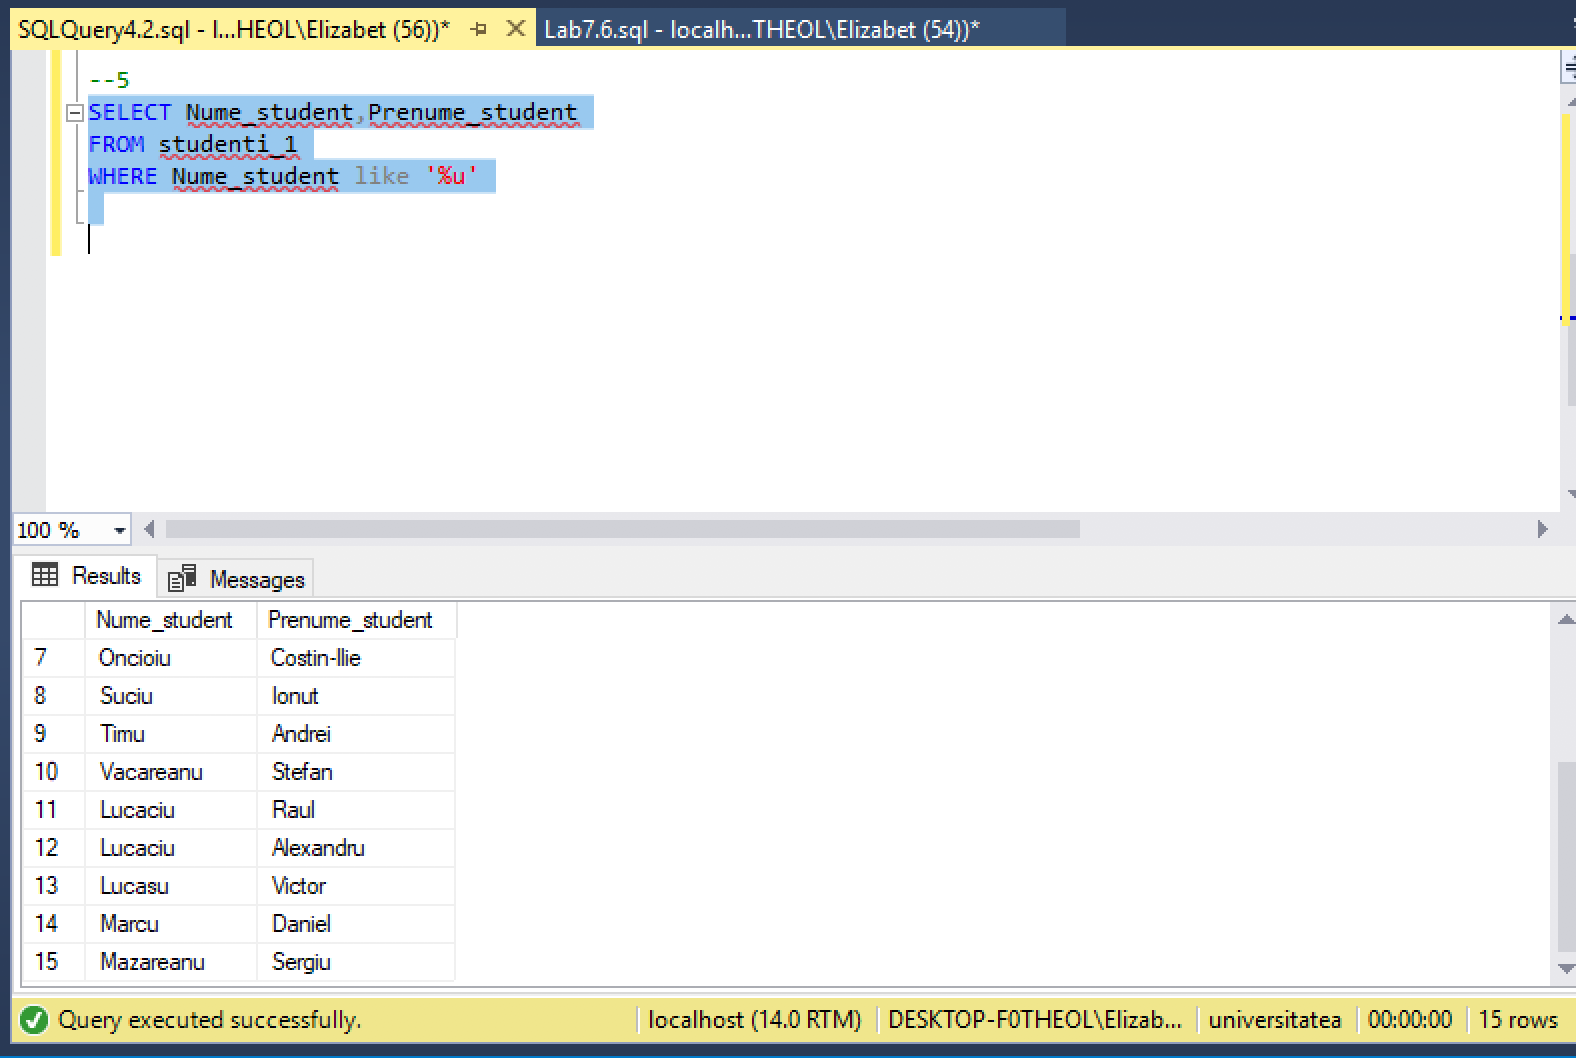 SQLQuery4.2.sql - l...HEOL\Elizabet (56))* Lab7.6.sql - localh...THEOL\Elizabet (54))*
--5
SELECT Nume_student,Prenume_student
FROM studenti_1
WHERE Nume_student like '%u'
100 %
Results Messages
Nume_student Prenume_student
7 Oncioiu Costin-Ilie
8 Suciu Ionut
9 Timu Andrei
10 Vacareanu Stefan
11 Lucaciu Raul
12 Lucaciu Alexandru
13 Lucasu Victor
14 Marcu Daniel
15 Mazareanu Sergiu
Query executed successfully. localhost (14.0 RTM) DESKTOP-F0THEOL\Elizab... universitatea 00:00:00 15 rows